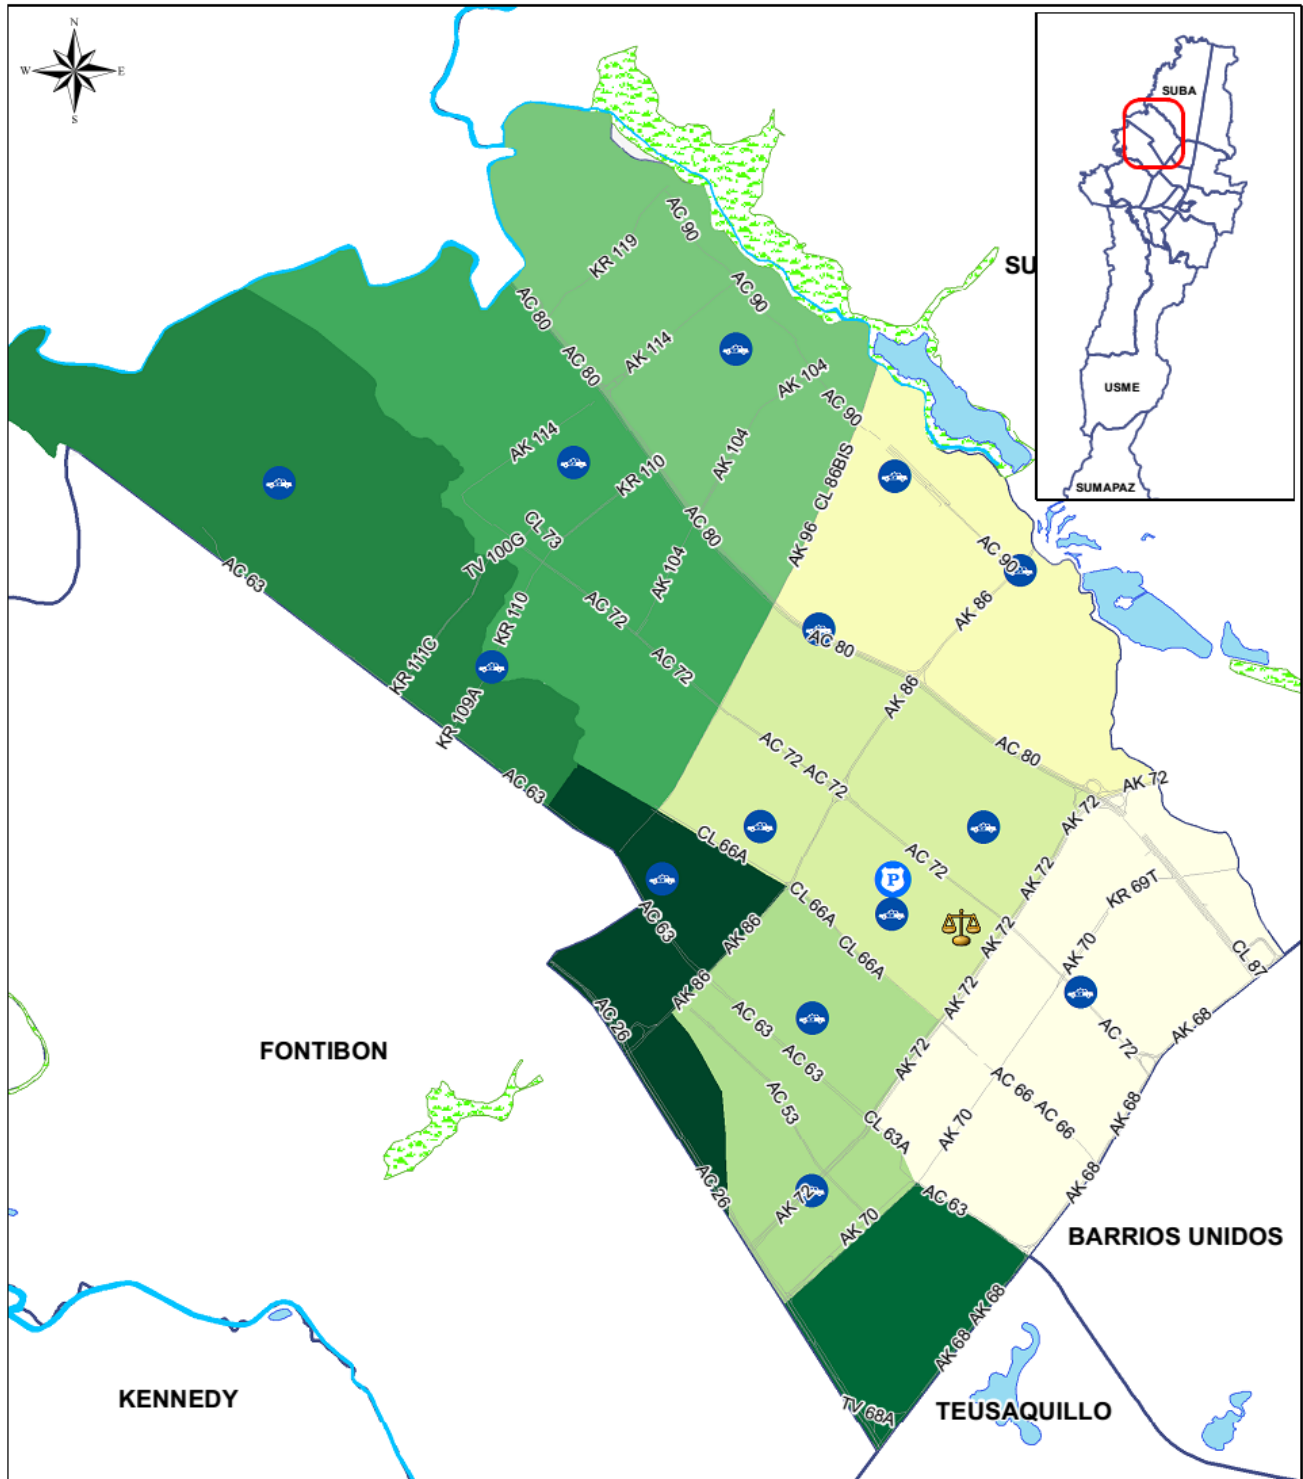 N
W
E
S
SUBA
SU
USME
SUMAPAZ
AC 90
KR 119
AC 90
AC 80
AK 114
AC 80
AK 104
AC 90
AK 114
AK 104
KR 110
CL 86BIS
CL 73
AC 80
AK 96
TV 100G
AC 90
AC 63
AK 104
AC 72
AK 86
KR 110
AC 80
KR 111C
AC 72
AK 86
KR 109A
AC 72
AC 72
AC 80
AC 63
AK 72
AK 72
CL 66A
AC 72
AK 72
KR 69T
P
CL 66A
AK 86
AC 63
CL 66A
AK 72
AK 70
CL 87
AK 86
AK 72
AC 26
AC 63
AK 68
AC 72
FONTIBON
AC 63
AK 72
AC 66
AC 66
AC 53
CL 63A
AK 70
AK 68
AC 26
AK 68
AK 72
AK 70
AC 63
BARRIOS UNIDOS
AK 68
AK 68
KENNEDY
TV 68A
TEUSAQUILLO